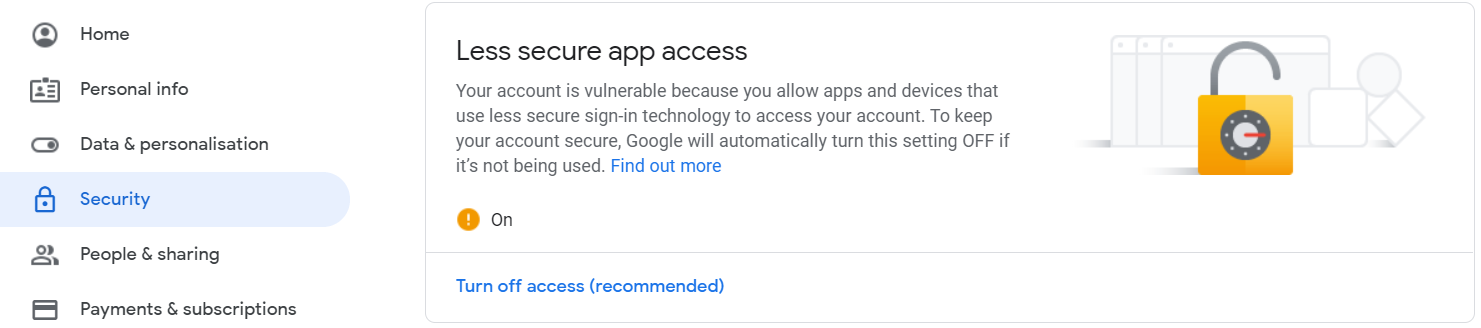 Home
Personal info
Data & personalisation
Security
People & sharing
Payments & subscriptions
Less secure app access
Your account is vulnerable because you allow apps and devices that
use less secure sign-in technology to access your account. To keep
your account secure, Google will automatically turn this setting OFF if
it’s not being used. Find out more
On
Turn off access (recommended)